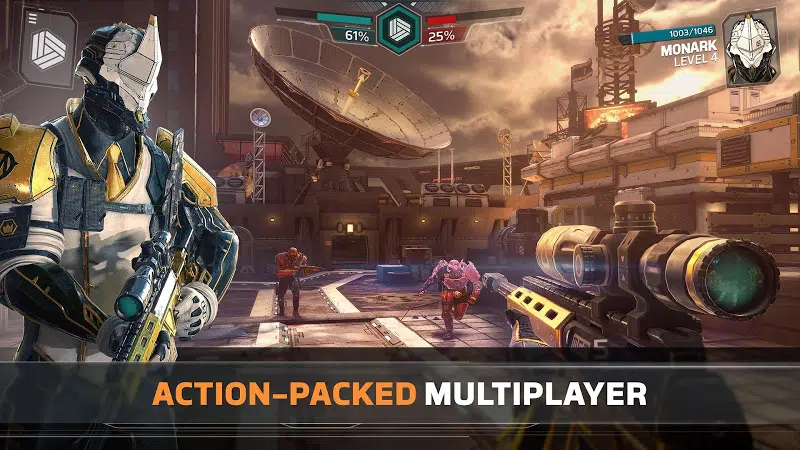 61%
25%
1003/1046
MONARK
LEVEL 4
ACTION-PACKED MULTIPLAYER